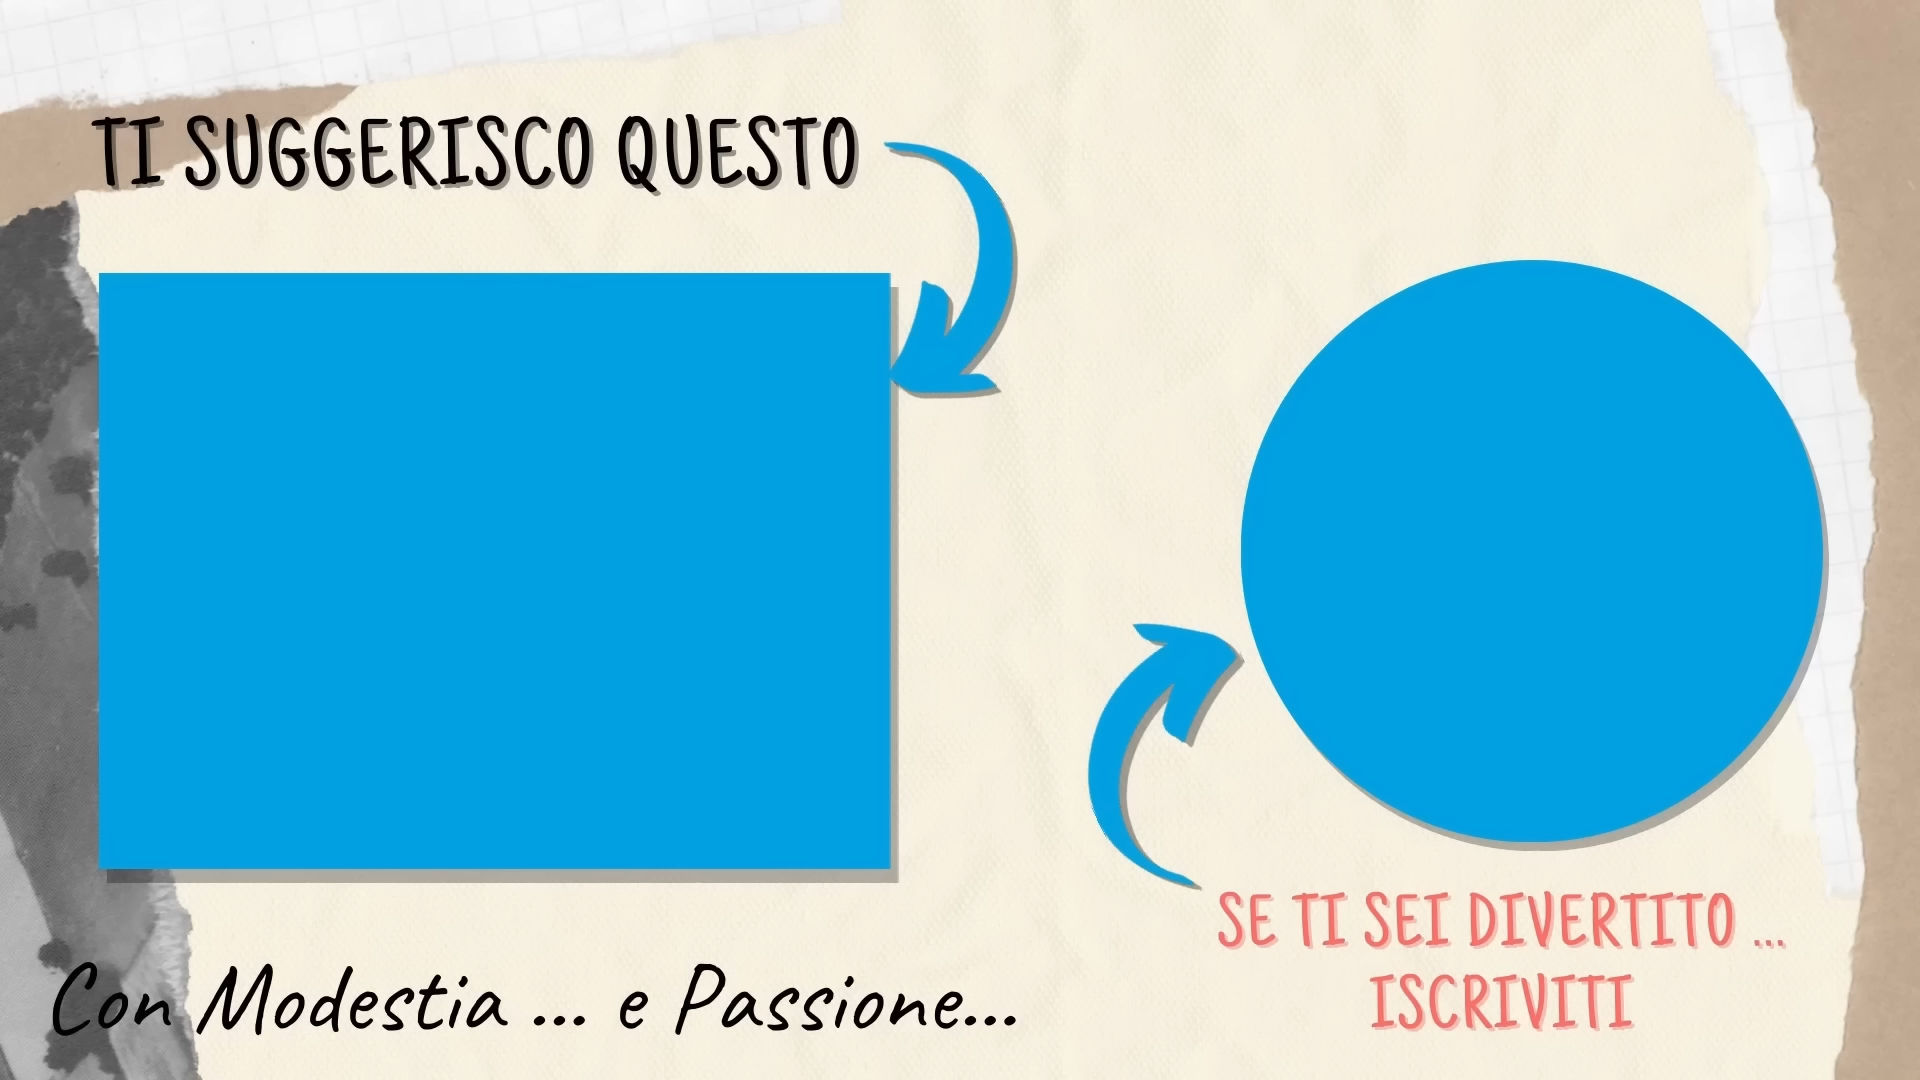 TI SUGGERISCO QUESTO
SE TI SEI DIVERTITO ...
ISCRIVITI
Con Modestia ... e Passione...